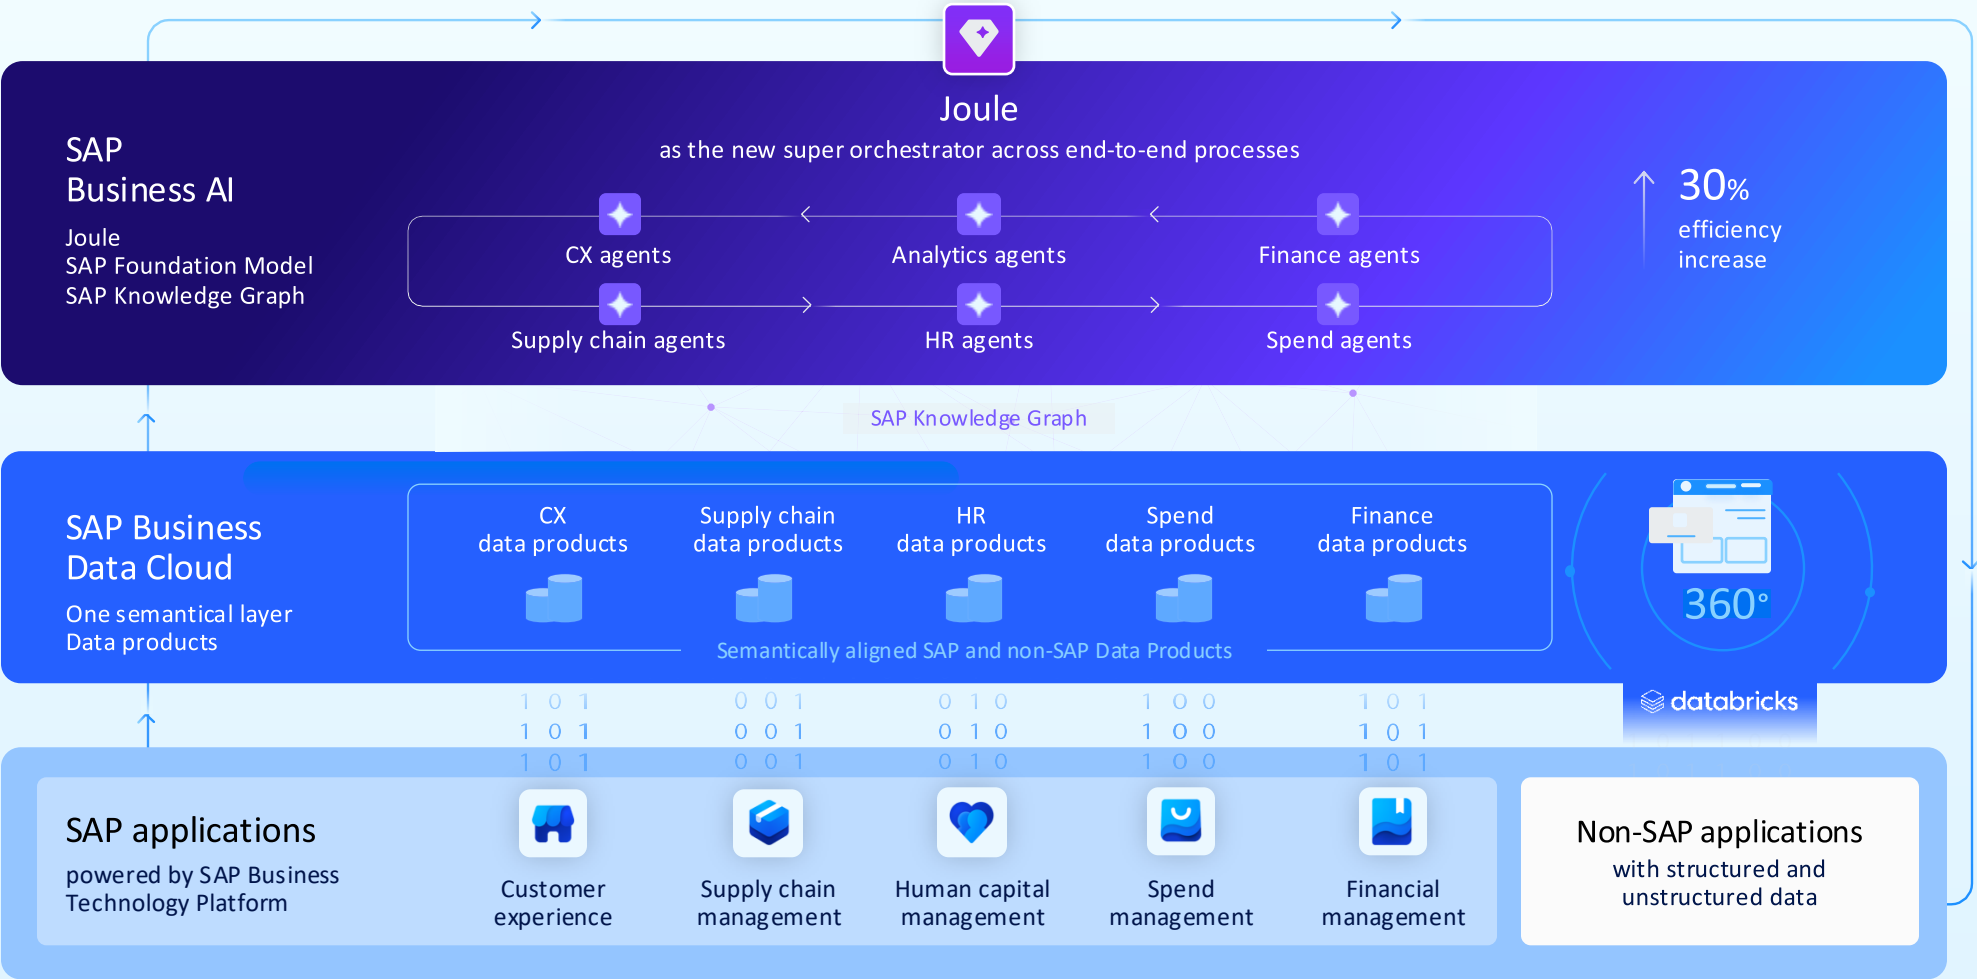 Joule
as the new super orchestrator across end-to-end processes
SAP
Business AI
Joule
SAP Foundation Model
SAP Knowledge Graph
CX agents
Analytics agents
Finance agents
Supply chain agents
HR agents
Spend agents
30%
efficiency
increase
SAP Knowledge Graph
SAP Business
Data Cloud
One semantical layer
Data products
CX
data products
Supply chain
data products
HR
data products
Spend
data products
Finance
data products
Semantically aligned SAP and non-SAP Data Products
360°
databricks
1 0 1
0 0 1
0 1 0
1 0 0
1 0 1
1 0 1
0 0 1
0 1 0
1 0 0
1 0 1
1 0 1
0 0 1
0 1 0
1 0 0
1 0 1
SAP applications
powered by SAP Business
Technology Platform
Customer
experience
Supply chain
management
Human capital
management
Spend
management
Financial
management
Non-SAP applications
with structured and
unstructured data